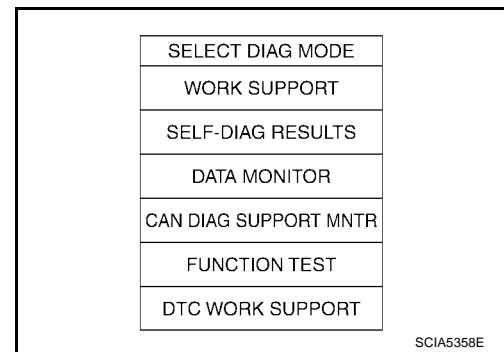 SELECT DIAG MODE
WORK SUPPORT
SELF-DIAG RESULTS
DATA MONITOR
CAN DIAG SUPPORT MNTR
FUNCTION TEST
DTC WORK SUPPORT
SCIA5358E